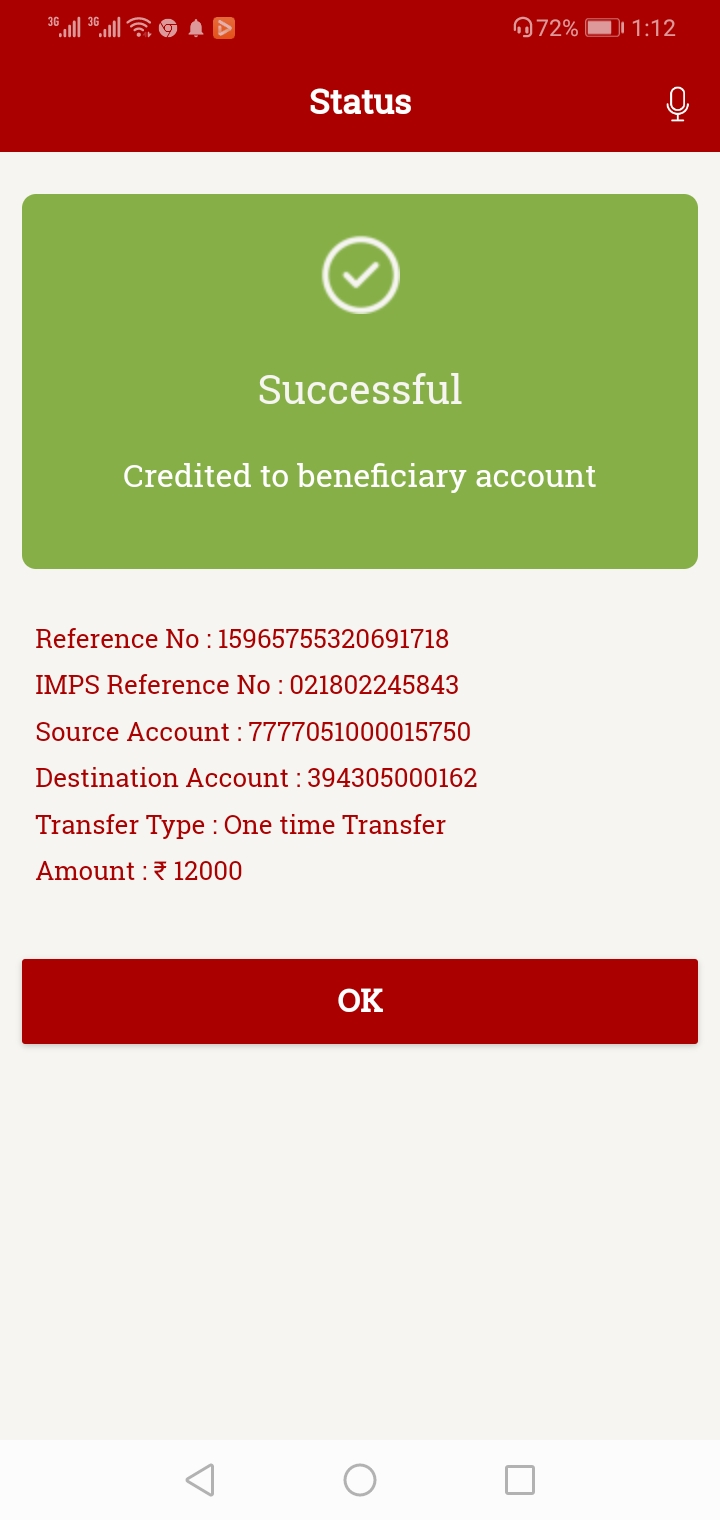 3G 3G 72% 1:12
Status
Successful
Credited to beneficiary account
Reference No : 15965755320691718
IMPS Reference No : 021802245843
Source Account : 7777051000015750
Destination Account : 394305000162
Transfer Type : One time Transfer
Amount : ₹ 12000
OK